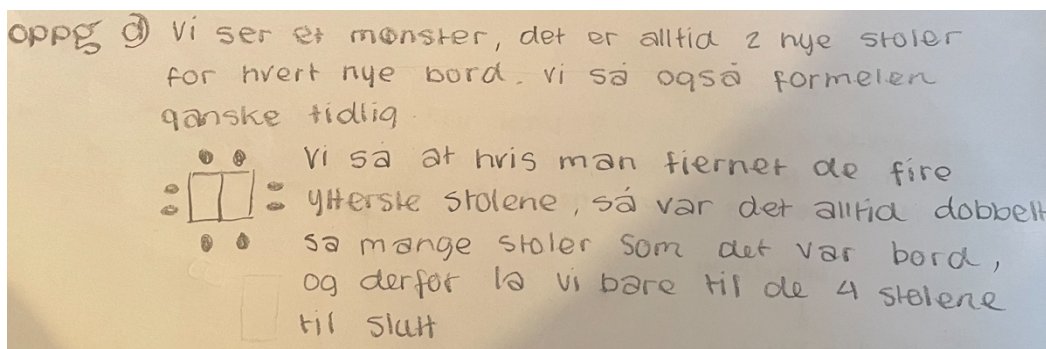 oppg d) Vi ser et mønster, det er alltid 2 nye stoler
for hvert nye bord. vi så også formelen
ganske tidlig.
Vi så at hvis man fjernet de fire
ytterste stolene, så var det alltid dobbelt
så mange stoler som det var bord,
og derfor la vi bare til de 4 stolene
til slutt